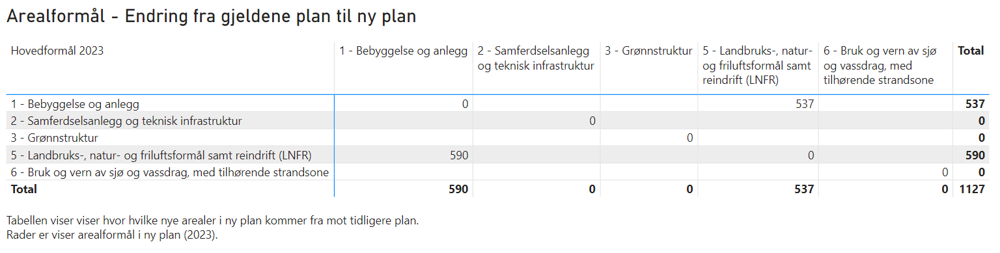 Arealformål - Endring fra gjeldene plan til ny plan
Hovedformål 2023 1 - Bebyggelse og anlegg 2 - Samferdselsanlegg 3 - Grønnstruktur 5 - Landbruks-, natur- 6 - Bruk og vern av sjø Total
og teknisk infrastruktur og friluftsformål samt og vassdrag, med
reindrift (LNFR) tilhørende strandsone
1 - Bebyggelse og anlegg 0 537 537
2 - Samferdselsanlegg og teknisk infrastruktur 0 0
3 - Grønnstruktur 0 0
5 - Landbruks-, natur- og friluftsformål samt reindrift (LNFR) 590 0 590
6 - Bruk og vern av sjø og vassdrag, med tilhørende strandsone 0 0
Total 590 0 0 537 0 1127
Tabellen viser viser hvor hvilke nye arealer i ny plan kommer fra mot tidligere plan.
Rader er viser arealformål i ny plan (2023).